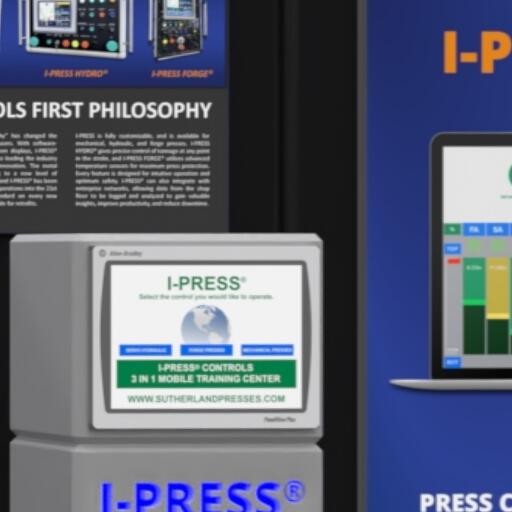 I-PRESS HYDRO® I-PRESS FORGE®
OLS FIRST PHILOSOPHY
has changed the
I-PRESS is fully customizable, and is available for
mechanical, hydraulic, and forge presses. I-PRESS
HYDRO® gives precise control of tonnage at any point
in the stroke, and I-PRESS FORGE® utilizes advanced
temperature sensors for maximum press protection.
Every feature is designed for intuitive operation and
optimum safety. I-PRESS® can also integrate with
enterprise networks, allowing data from the shop
floor to be logged and analyzed to gain valuable
insights, improve productivity, and reduce downtime.
Allen-Bradley
I-PRESS®
Select the control you would like to operate.
SERVO HYDRAULIC FORGE PRESSES MECHANICAL PRESSES
I-PRESS® CONTROLS
3 IN 1 MOBILE TRAINING CENTER
WWW.SUTHERLANDPRESSES.COM
PanelView Plus
I-PRESS®
I-P
% FA SA
TOP
BOT
PRESS C